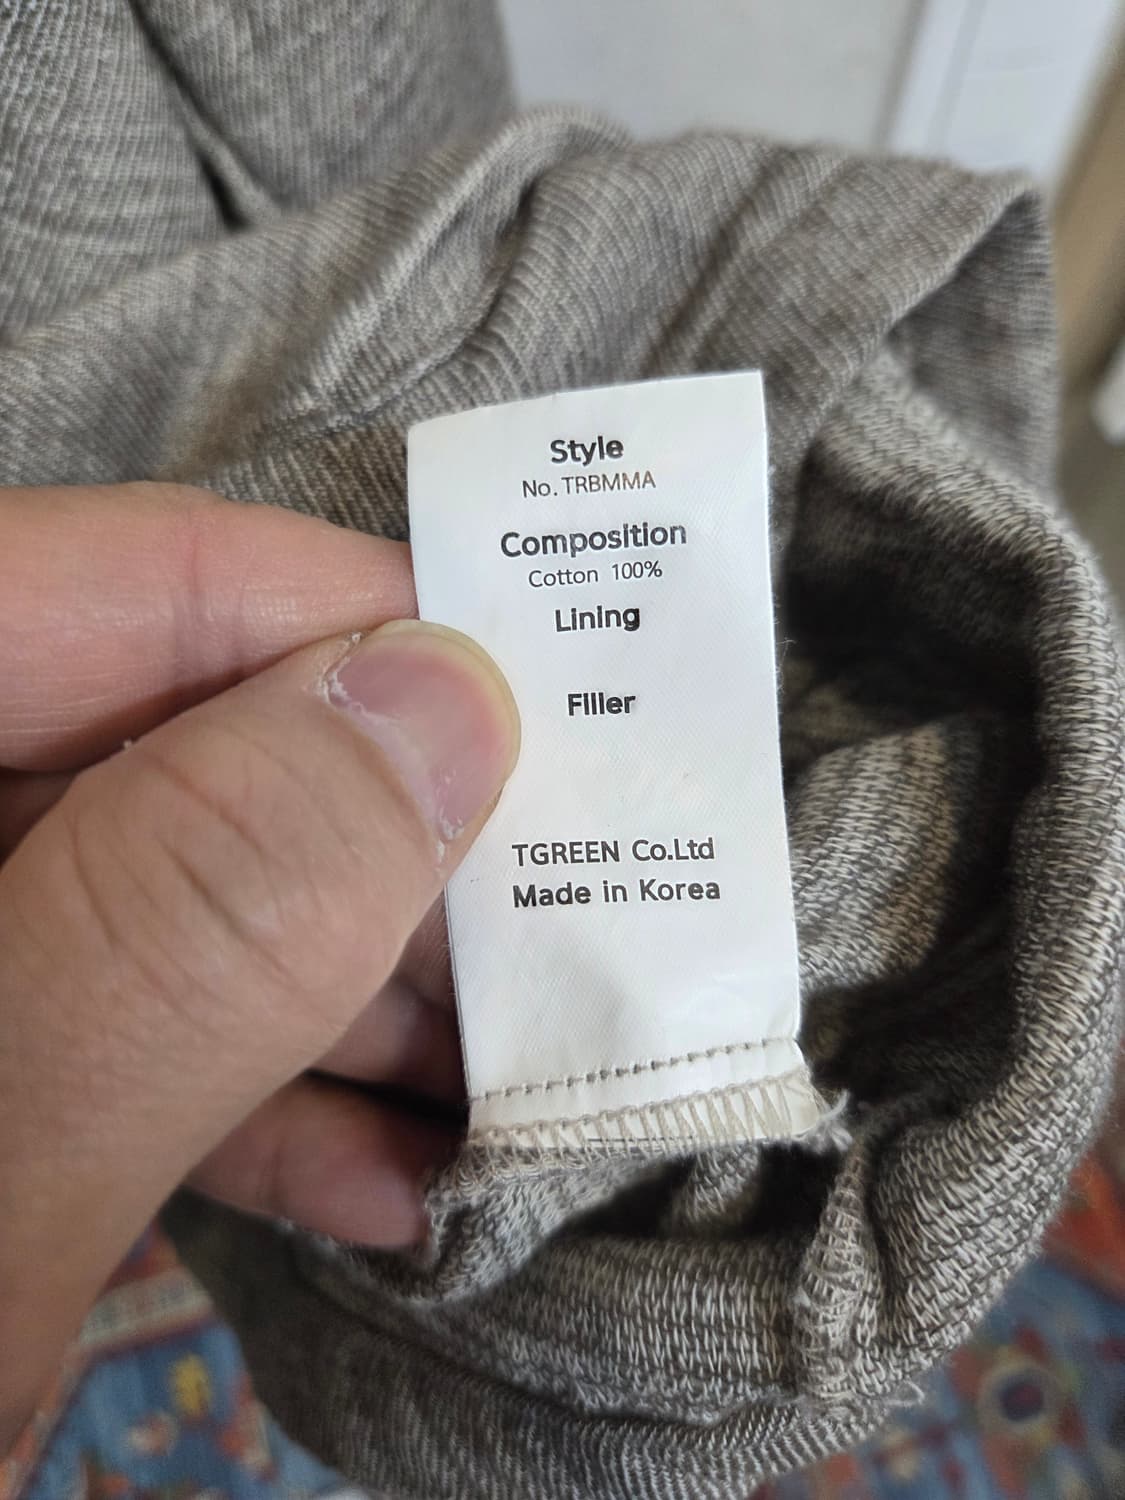 Style
No. TRBMMA
Composition
Cotton 100%
Lining
Filler
TGREEN Co.Ltd
Made in Korea